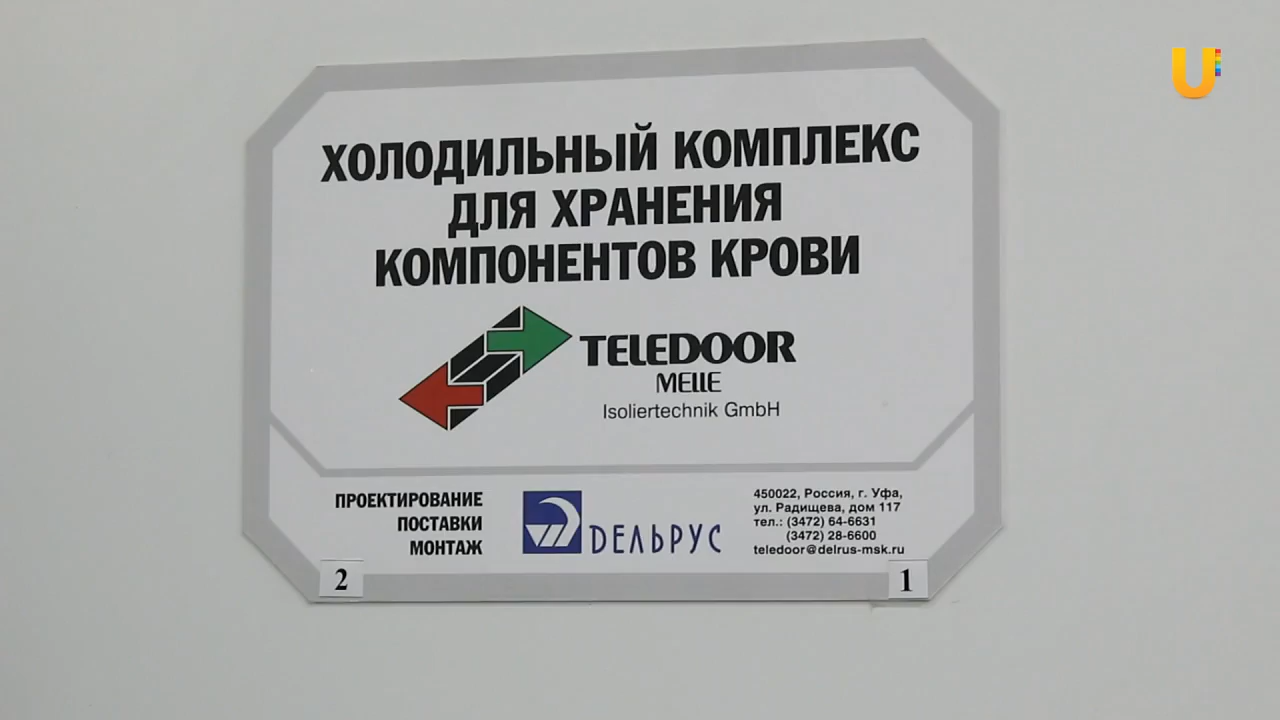 U
ХОЛОДИЛЬНЫЙ КОМПЛЕКС
ДЛЯ ХРАНЕНИЯ
КОМПОНЕНТОВ КРОВИ
TELEDOOR
MELLE
Isoliertechnik GmbH
ПРОЕКТИРОВАНИЕ
ПОСТАВКИ
МОНТАЖ
ДЕЛЬРУС
450022, Россия, г. Уфа,
ул. Радищева, дом 117
тел.: (3472) 64-6631
(3472) 28-6600
teledoor@delrus-msk.ru
2
1